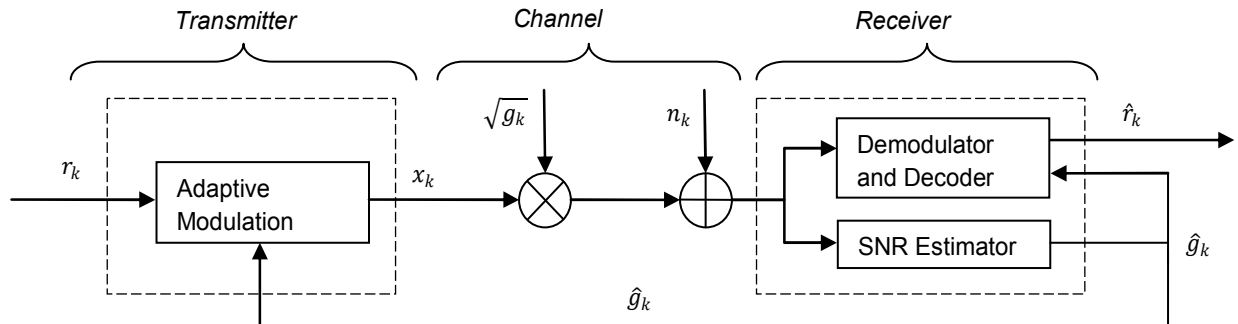 Transmitter
Channel
Receiver
√g_k
n_k
r̂_k
r_k
Adaptive
Modulation
x_k
Demodulator
and Decoder
SNR Estimator
ĝ_k
ĝ_k